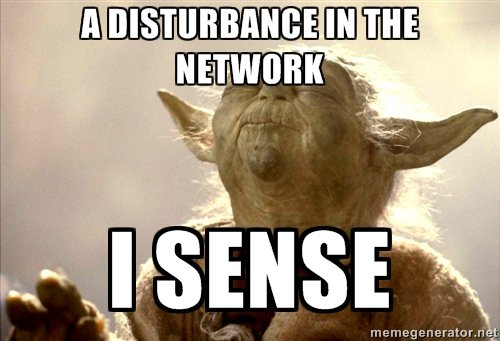 A DISTURBANCE IN THE
NETWORK
I SENSE
memegenerator.net